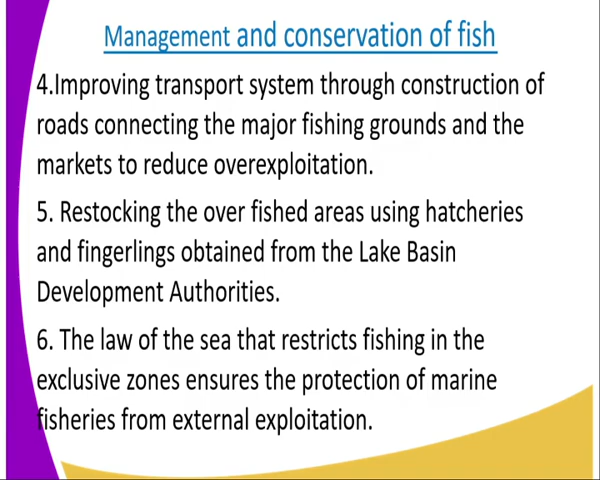 Management and conservation of fish
4.Improving transport system through construction of
roads connecting the major fishing grounds and the
markets to reduce overexploitation.
5. Restocking the over fished areas using hatcheries
and fingerlings obtained from the Lake Basin
Development Authorities.
6. The law of the sea that restricts fishing in the
exclusive zones ensures the protection of marine
fisheries from external exploitation.